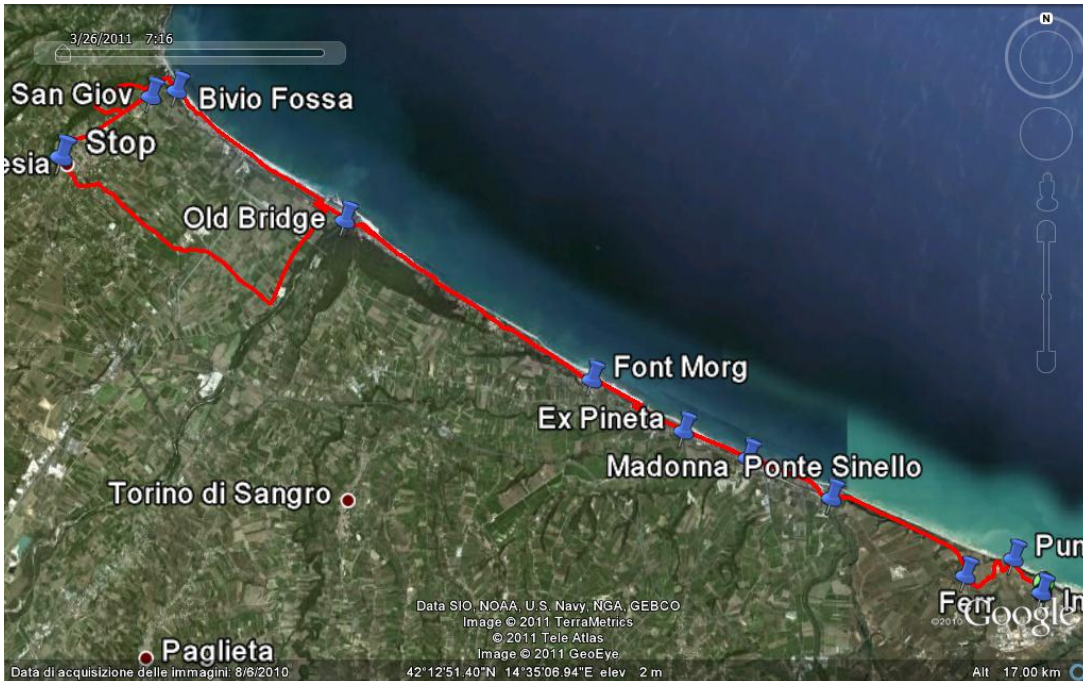 N
3/26/2011 7:16
San Giov
Bivio Fossa
Stop
esia
Old Bridge
Font Morg
Ex Pineta
Madonna
Ponte Sinello
Torino di Sangro
Pun
Ferr
In
Data SIO, NOAA, U.S. Navy, NGA, GEBCO
Image © 2011 TerraMetrics
© 2011 Tele Atlas
Image © 2011 GeoEye
©2010 Google
Paglieta
Data di acquisizione delle immagini: 8/6/2010
42°12'51.40"N 14°35'06.94"E elev 2 m
Alt 17.00 km